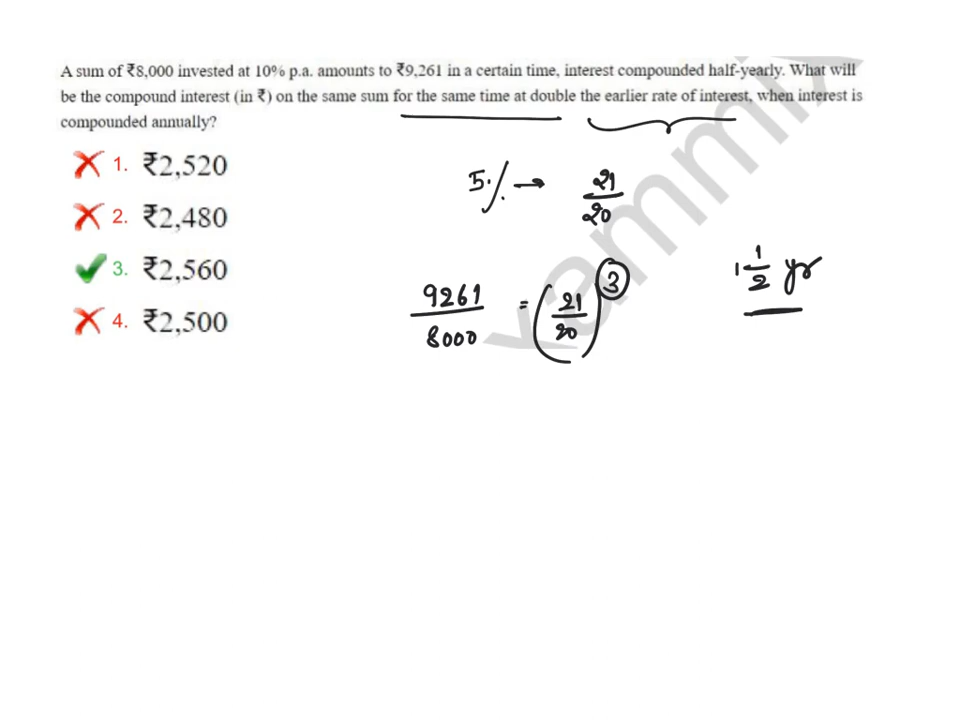 A sum of ₹8,000 invested at 10% p.a. amounts to ₹9,261 in a certain time, interest compounded half-yearly. What will
be the compound interest (in ₹) on the same sum for the same time at double the earlier rate of interest, when interest is
compounded annually?
1. ₹2,520
2. ₹2,480
3. ₹2,560
4. ₹2,500
5% → 21/20
9261/8000 = (21/20)^3
1 1/2 yr
xammix